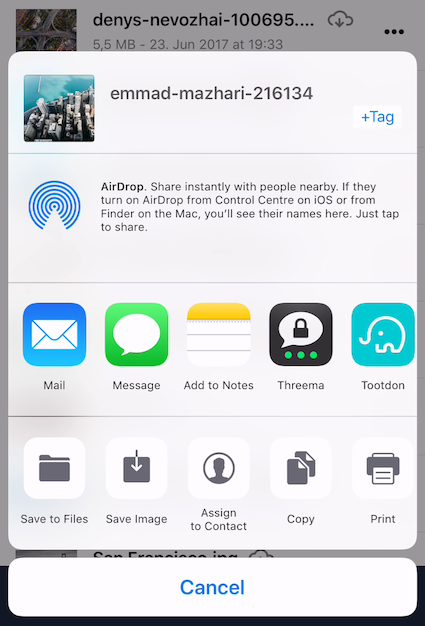 denys-nevozhai-100695....
5,5 MB - 23. Jun 2017 at 19:33
emmad-mazhari-216134
+Tag
AirDrop. Share instantly with people nearby. If they
turn on AirDrop from Control Centre on iOS or from
Finder on the Mac, you'll see their names here. Just tap
to share.
Mail
Message
Add to Notes
Threema
Tootdon
Save to Files
Save Image
Assign
to Contact
Copy
Print
San Francisco.jpg
Cancel